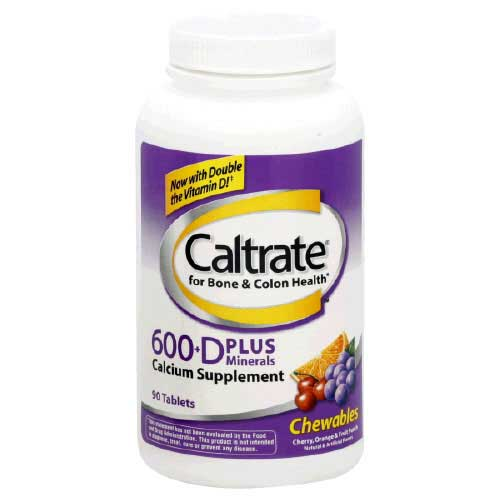 Now with Double
the Vitamin D!‡
Caltrate®
for Bone & Colon Health*
600+D PLUS
Minerals
Calcium Supplement
90 Tablets
Chewables
Cherry, Orange & Fruit Punch
Natural & Artificial Flavors
*This statement has not been evaluated by the Food
and Drug Administration. This product is not intended
to diagnose, treat, cure or prevent any disease.